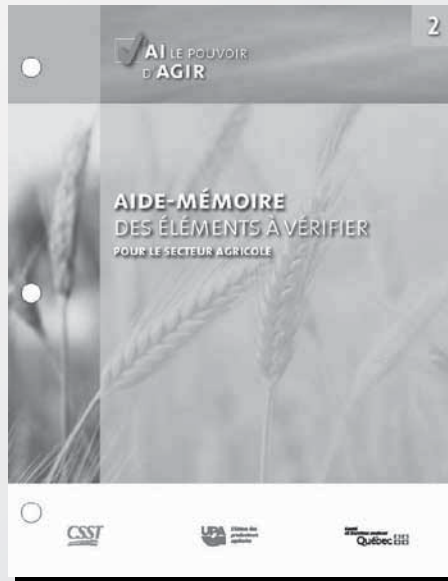 2
AI LE POUVOIR
D'AGIR
AIDE-MÉMOIRE
DES ÉLÉMENTS À VÉRIFIER
POUR LE SECTEUR AGRICOLE
CSST
UPA
Québec